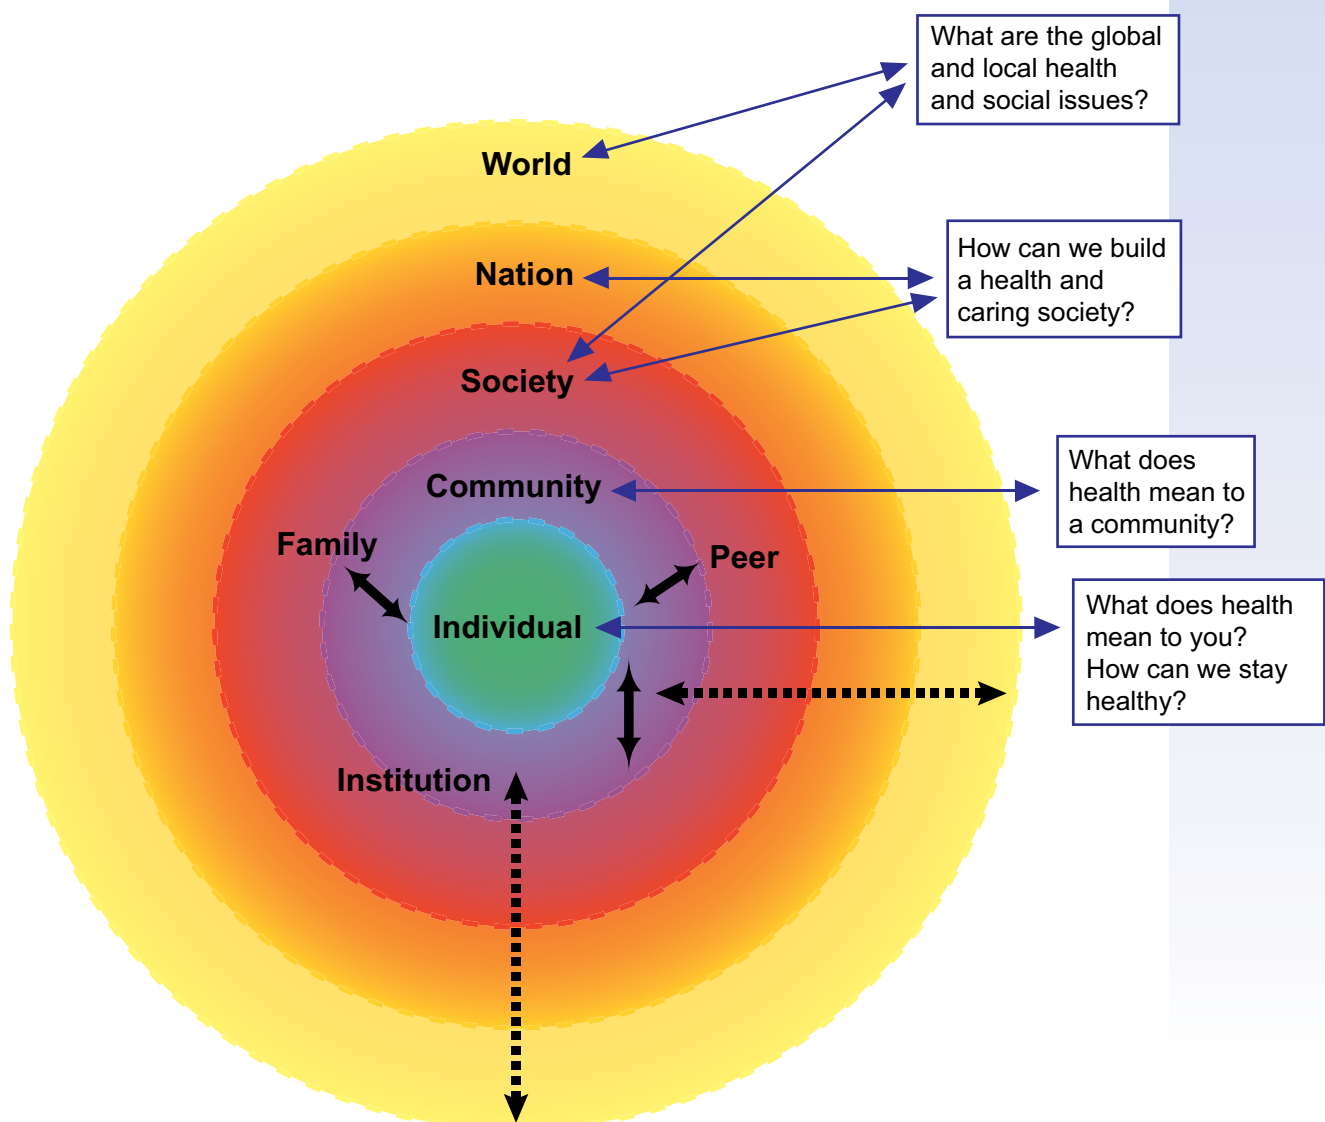 What are the global
and local health
and social issues?
World
How can we build
a health and
caring society?
Nation
Society
What does
health mean to
a community?
Community
Family
Peer
Individual
What does health
mean to you?
How can we stay
healthy?
Institution